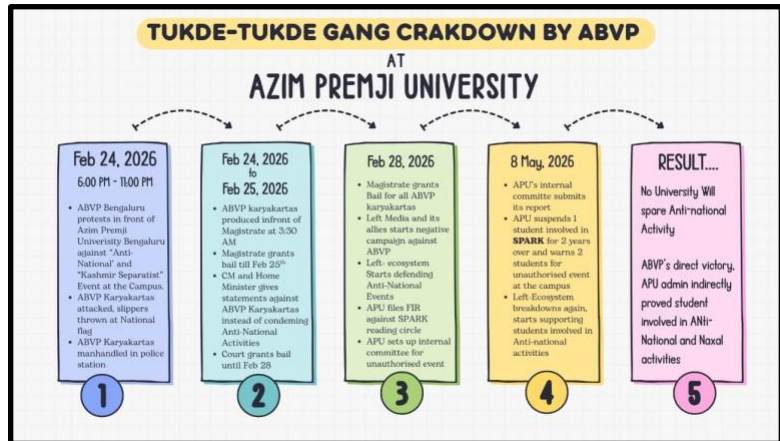 TUKDE-TUKDE GANG CRAKDOWN BY ABVP
AT
AZIM PREMJI UNIVERSITY
Feb 24, 2026
6:00 PM - 11:00 PM
• ABVP Bengaluru
protests in front of
Azim Premji
Univerisity Bengaluru
against "Anti-
National' and
"Kashmir Separatist"
Event at the Campus.
• ABVP Karyakartas
attacked, slippers
thrown at National
flag
• ABVP Karyakartas
manhandled in police
station
1
Feb 24, 2026
to
Feb 25, 2026
• ABVP karyakartas
produced infront of
Magistrate at 3:30
AM
• Magistrate grants
bail till Feb 25th
• CM and Home
Minister gives
statements against
ABVP Karyakartas
instead of condeming
Anti-National
Activities
• Court grants bail
until Feb 28
2
Feb 28, 2026
• Magistrate grants
Bail for all ABVP
karyakartas
• Left Media and its
allies starts negative
campaign against
ABVP
• Left- ecosystem
Starts defending
Anti-National
Events
• APU files FIR
against SPARK
reading circle
• APU sets up internal
committee for
unauthorised event
3
8 May, 2026
• APU's internal
committe submits
its report
• APU suspends 1
student involved in
SPARK for 2 years
over and warns 2
students for
unauthorised event
at the campus
• Left-Ecosystem
breakdowns again,
starts supporting
students involved in
Anti-national
activities
4
RESULT....
No University Will
spare Anti-national
Activity
ABVP's direct victory,
APU admin indirectly
proved student
involved in ANti-
National and Naxal
activities
5